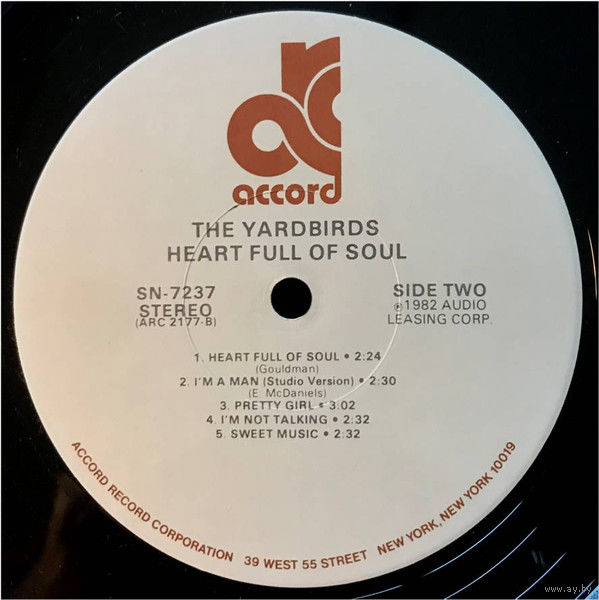 accord
THE YARDBIRDS
HEART FULL OF SOUL
SN-7237
STEREO
(ARC 2177-B)
SIDE TWO
℗1982 AUDIO
LEASING CORP.
1. HEART FULL OF SOUL • 2:24
(Gouldman)
2. I'M A MAN (Studio Version) • 2:30
(E. McDaniels)
3. PRETTY GIRL • 3:02
4. I'M NOT TALKING • 2:32
5. SWEET MUSIC • 2:32
ACCORD RECORD CORPORATION 39 WEST 55 STREET NEW YORK, NEW YORK 10019
www.ay.by